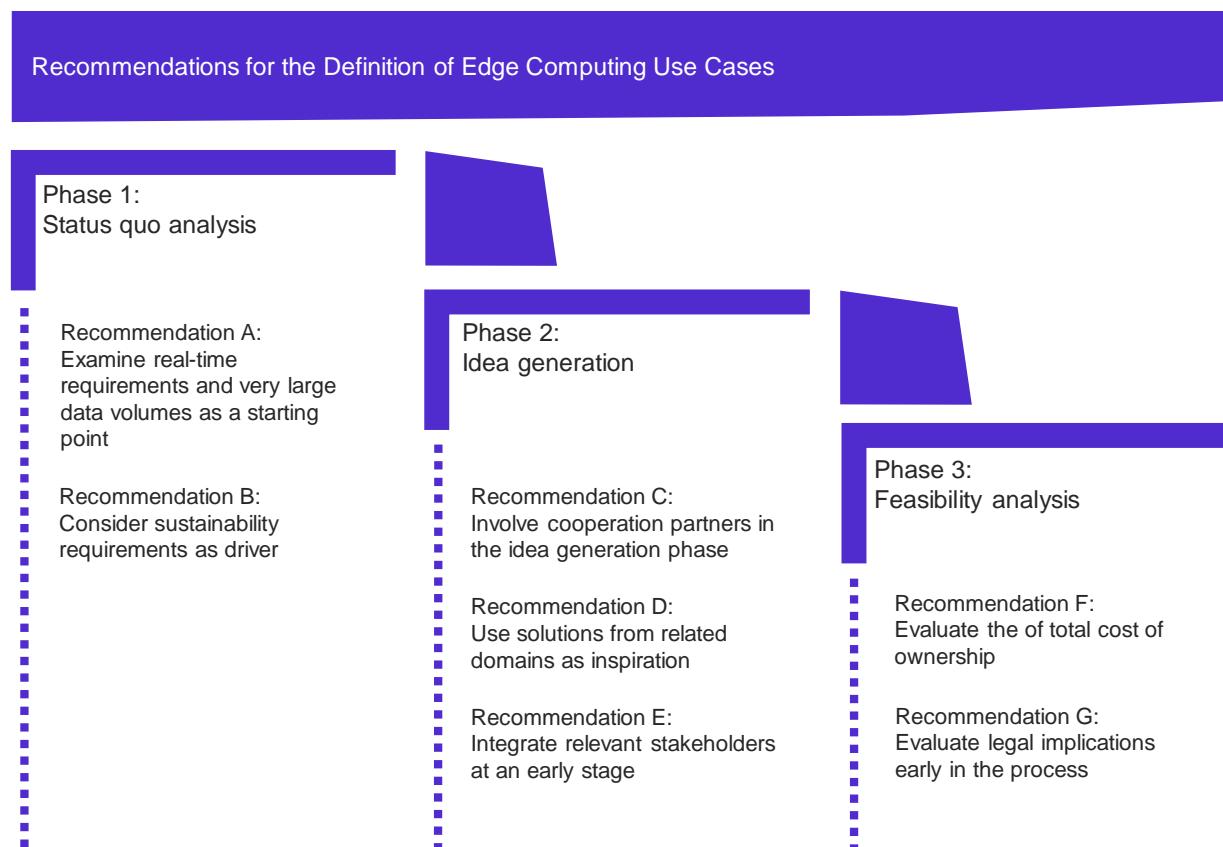 Recommendations for the Definition of Edge Computing Use Cases
Phase 1:
Status quo analysis
Recommendation A:
Examine real-time
requirements and very large
data volumes as a starting
point
Recommendation B:
Consider sustainability
requirements as driver
Phase 2:
Idea generation
Recommendation C:
Involve cooperation partners in
the idea generation phase
Recommendation D:
Use solutions from related
domains as inspiration
Recommendation E:
Integrate relevant stakeholders
at an early stage
Phase 3:
Feasibility analysis
Recommendation F:
Evaluate the of total cost of
ownership
Recommendation G:
Evaluate legal implications
early in the process